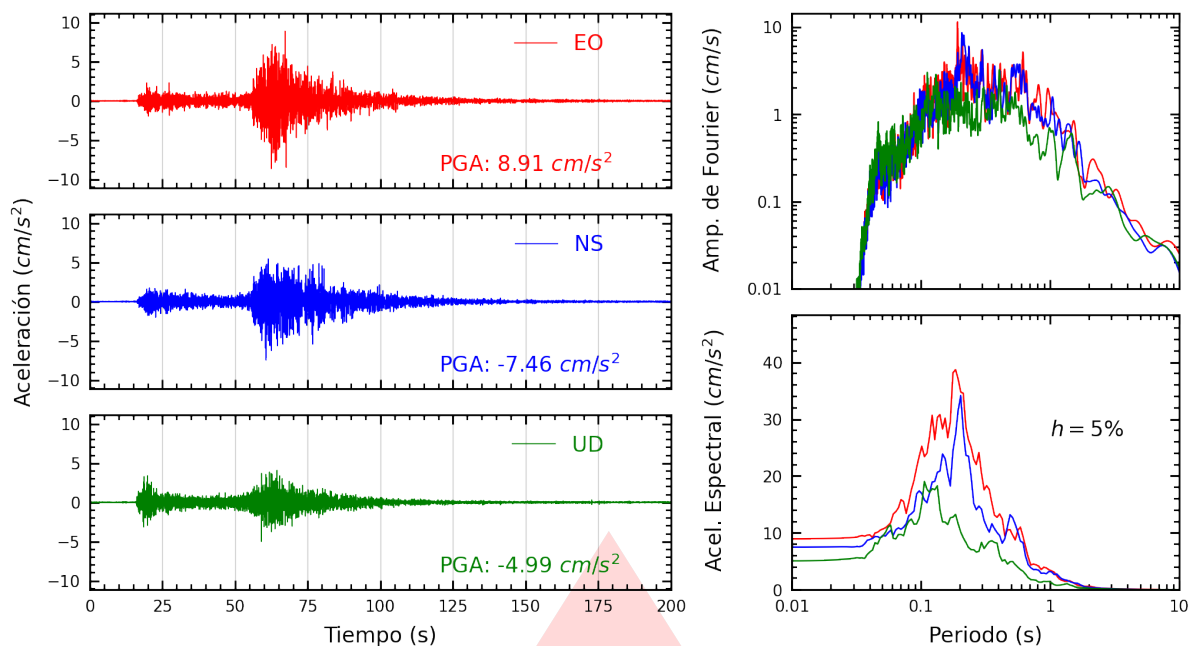 Aceleración (cm/s²)
10
5
0
−5
−10
EO
PGA: 8.91 cm/s²
10
5
0
−5
−10
NS
PGA: -7.46 cm/s²
10
5
0
−5
−10
UD
PGA: -4.99 cm/s²
0 25 50 75 100 125 150 175 200
Tiempo (s)
Amp. de Fourier (cm/s)
10
1
0.1
0.01
Acel. Espectral (cm/s²)
40
30
20
10
0
h = 5%
0.01 0.1 1 10
Periodo (s)